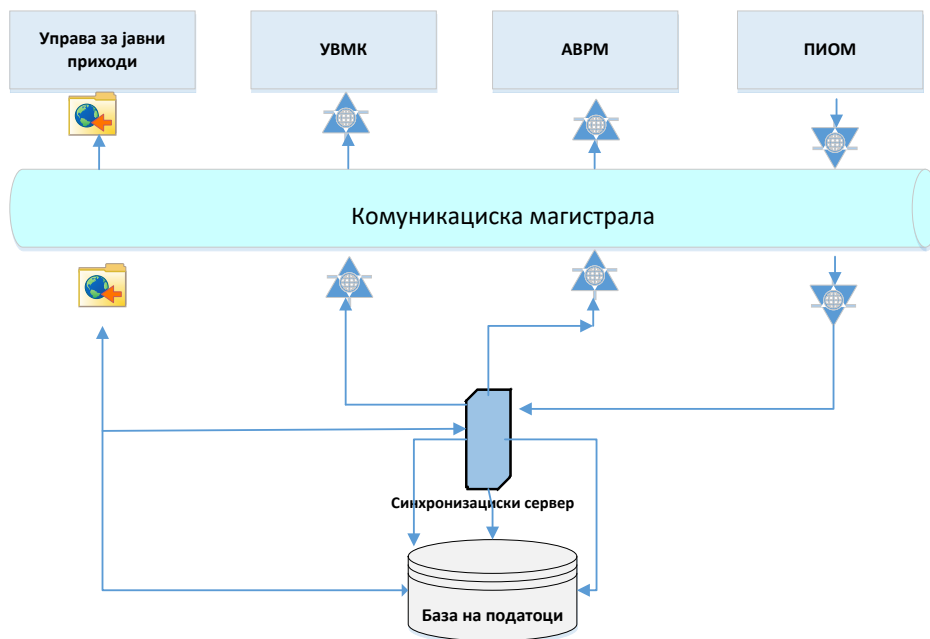 Управа за јавни
приходи
УВМК
АВРМ
ПИОМ
Комуникациска магистрала
Синхронизациски сервер
База на податоци